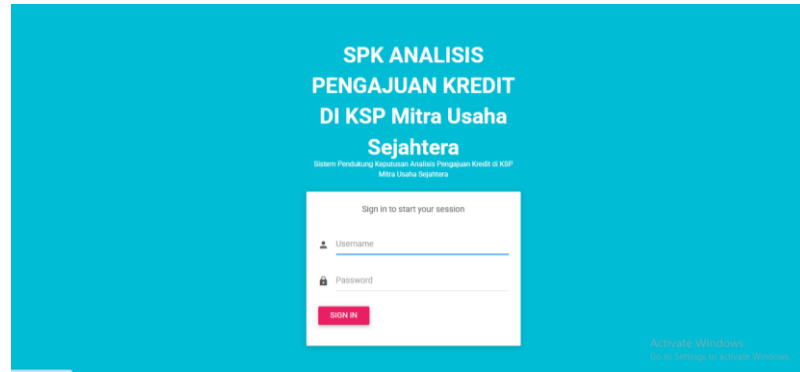 SPK ANALISIS
PENGAJUAN KREDIT
DI KSP Mitra Usaha
Sejahtera
Sistem Pendukung Keputusan Analisis Pengajuan Kredit di KSP
Mitra Usaha Sejahtera
Sign in to start your session
Username
Password
SIGN IN
Activate Windows
Go to Settings to activate Windows.